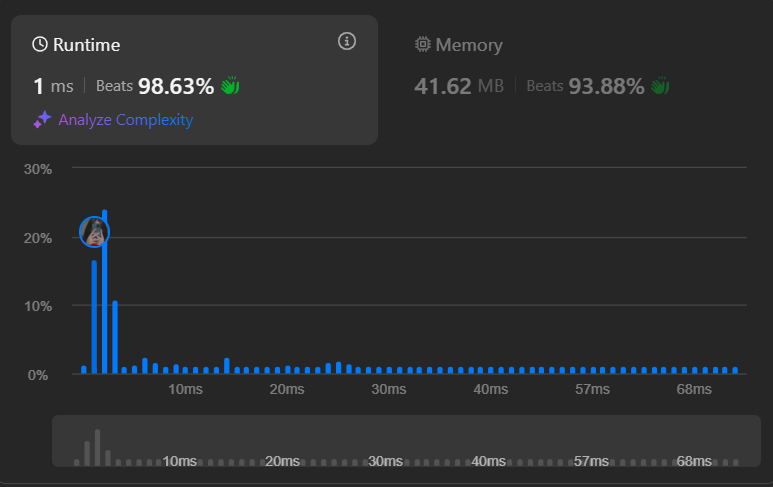 Runtime
1 ms Beats 98.63%
Analyze Complexity
Memory
41.62 MB Beats 93.88%
30%
20%
10%
0%
10ms 20ms 30ms 40ms 57ms 68ms
10ms 20ms 30ms 40ms 57ms 68ms